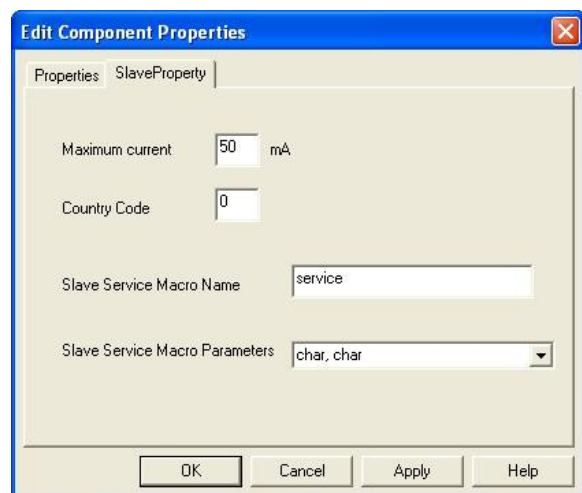 Edit Component Properties
Properties SlaveProperty
Maximum current 50 mA
Country Code 0
Slave Service Macro Name service
Slave Service Macro Parameters char, char
OK Cancel Apply Help